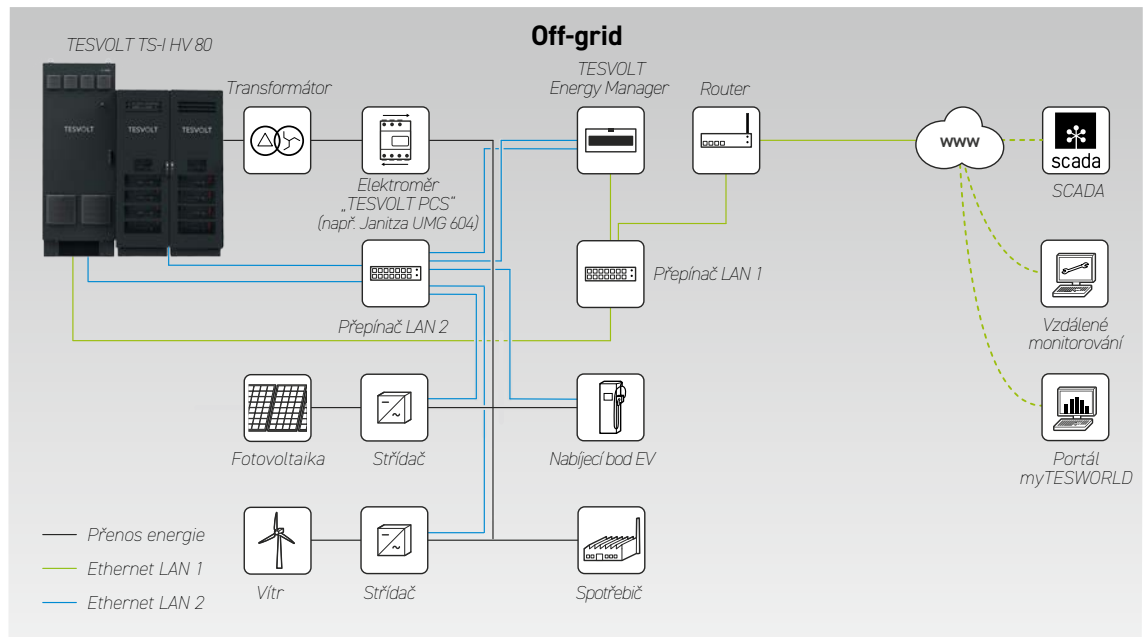 Off-grid
TESVOLT TS-I HV 80
TESVOLT
TESVOLT
TESVOLT
Transformátor
Elektroměr
„TESVOLT PCS“
(např. Janitza UMG 604)
TESVOLT
Energy Manager
Router
www
scada
SCADA
Přepínač LAN 2
Přepínač LAN 1
Vzdálené
monitorování
Fotovoltaika
Střídač
Nabíjecí bod EV
Portál
myTESWORLD
Vítr
Střídač
Spotřebič
Přenos energie
Ethernet LAN 1
Ethernet LAN 2